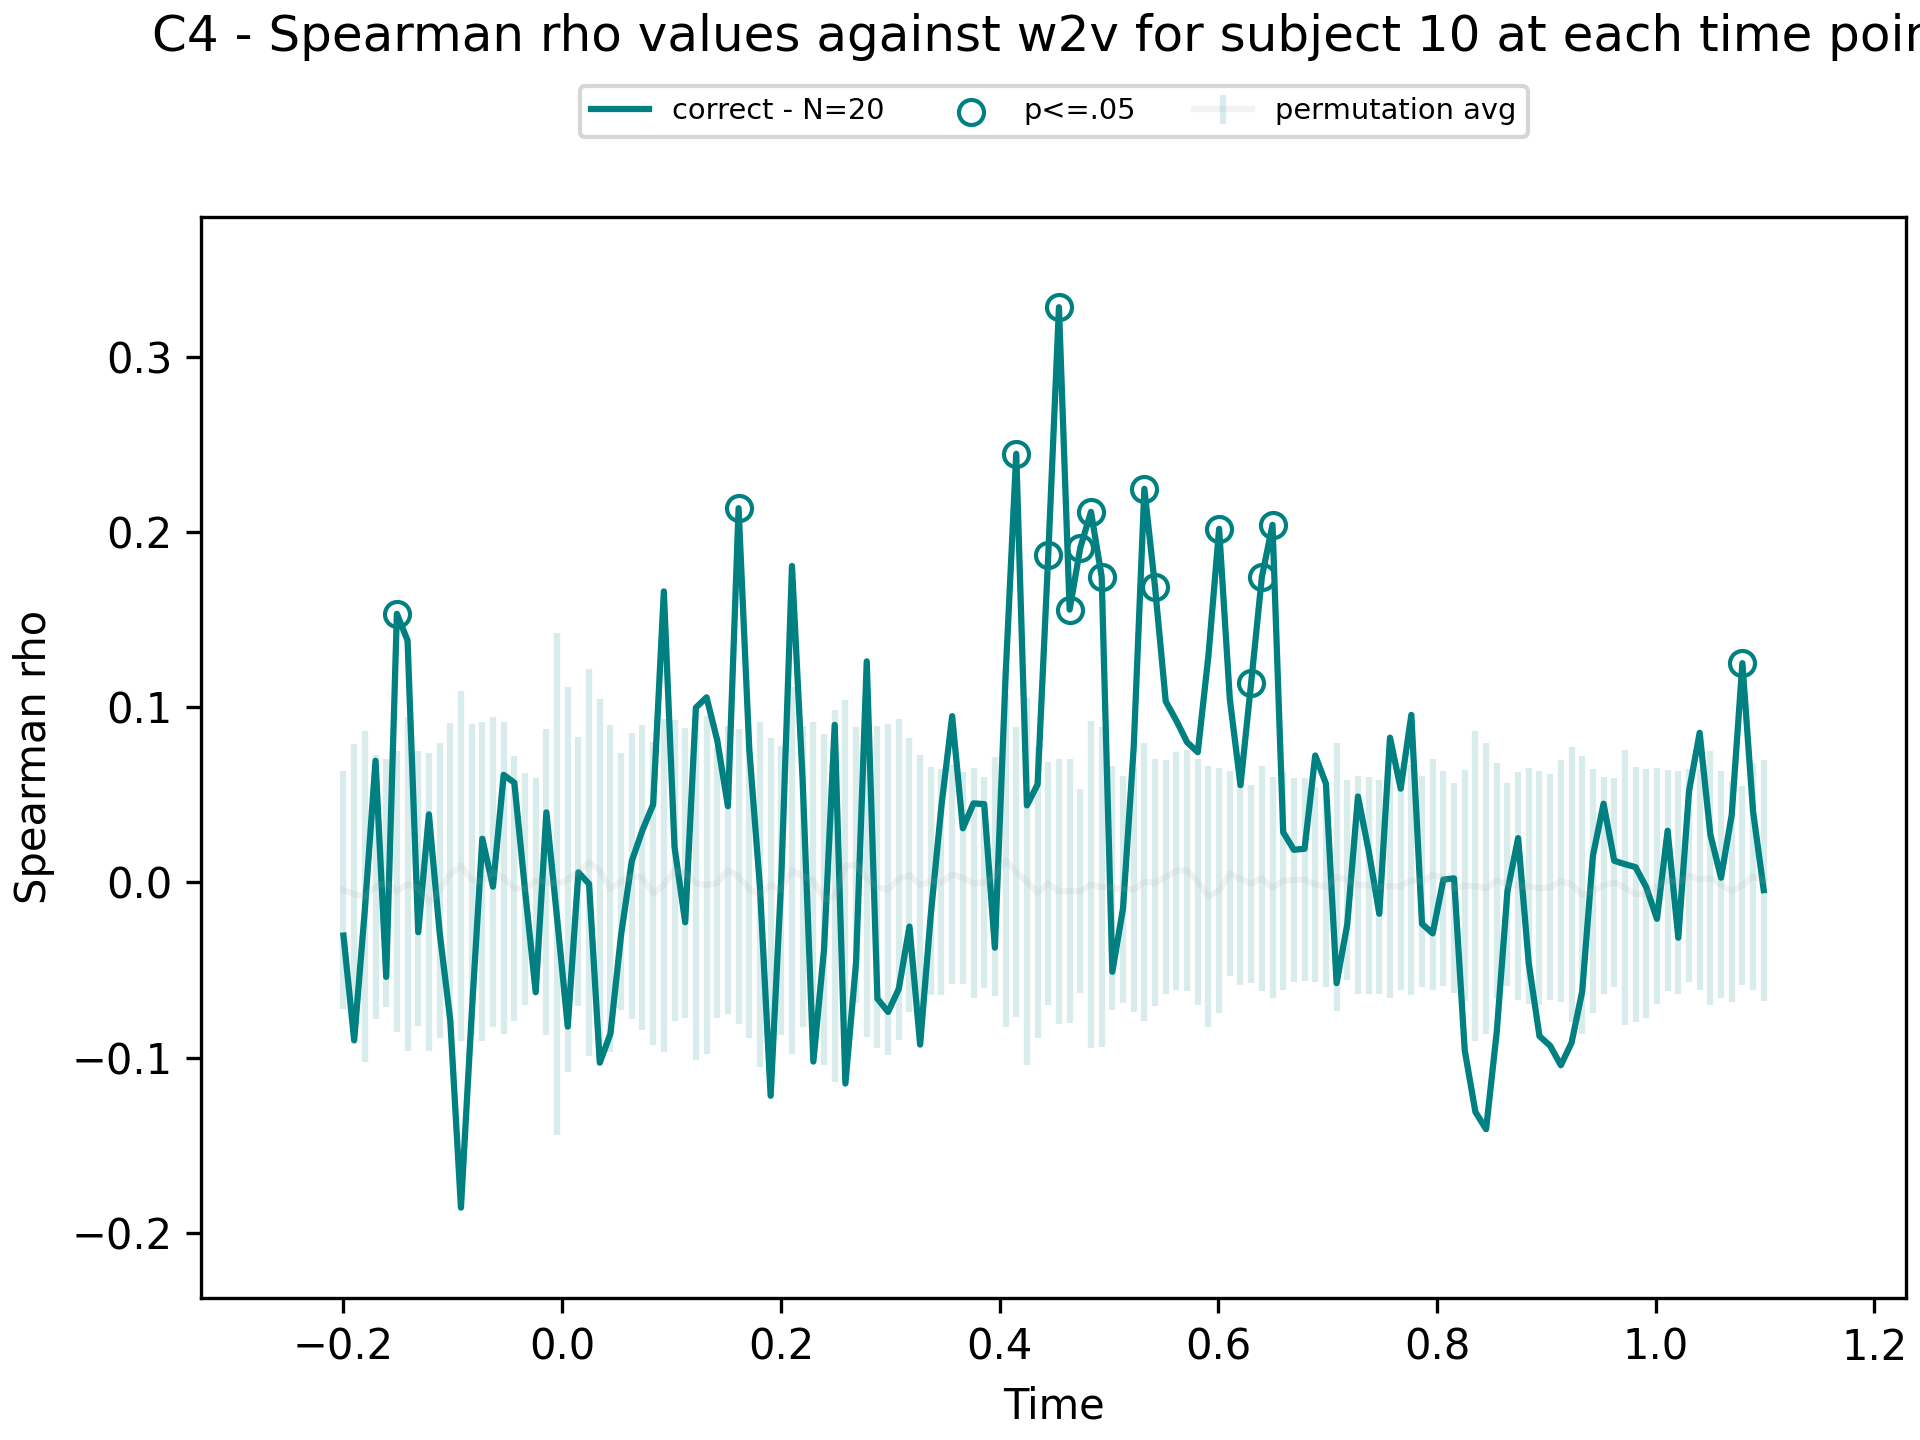 C4 - Spearman rho values against w2v for subject 10 at each time poin
correct - N=20
p<=.05
permutation avg
Spearman rho
0.3
0.2
0.1
0.0
−0.1
−0.2
−0.2
0.0
0.2
0.4
0.6
0.8
1.0
1.2
Time